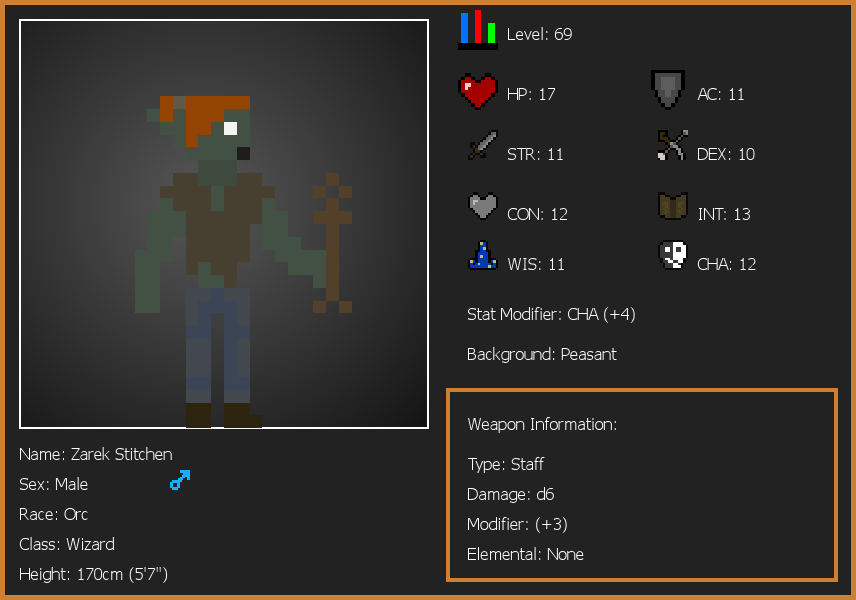 Level: 69
HP: 17
AC: 11
STR: 11
DEX: 10
CON: 12
INT: 13
WIS: 11
CHA: 12
Stat Modifier: CHA (+4)
Background: Peasant
Weapon Information:
Type: Staff
Damage: d6
Modifier: (+3)
Elemental: None
Name: Zarek Stitchen
Sex: Male
Race: Orc
Class: Wizard
Height: 170cm (5'7")